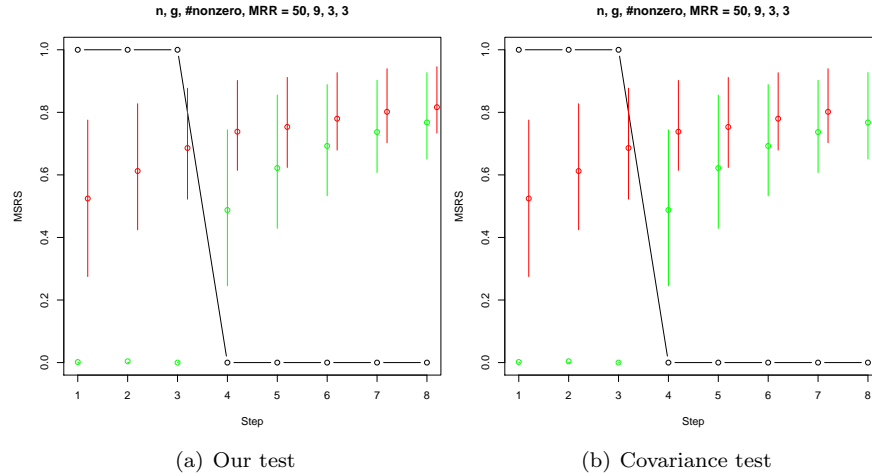 n, g, #nonzero, MRR = 50, 9, 3, 3
MSRS
1.0
0.8
0.6
0.4
0.2
0.0
1 2 3 4 5 6 7 8
Step
(a) Our test
n, g, #nonzero, MRR = 50, 9, 3, 3
MSRS
1.0
0.8
0.6
0.4
0.2
0.0
1 2 3 4 5 6 7 8
Step
(b) Covariance test